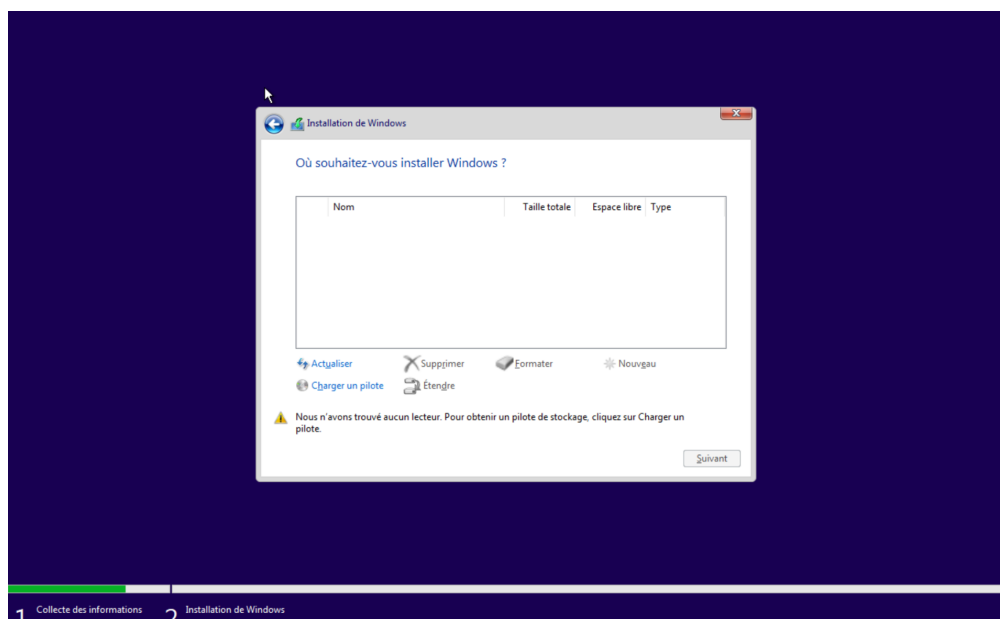 Installation de Windows
Où souhaitez-vous installer Windows ?
Nom Taille totale Espace libre Type
Actualiser Supprimer Formater Nouveau
Charger un pilote Étendre
Nous n'avons trouvé aucun lecteur. Pour obtenir un pilote de stockage, cliquez sur Charger un
pilote.
Suivant
1 Collecte des informations 2 Installation de Windows